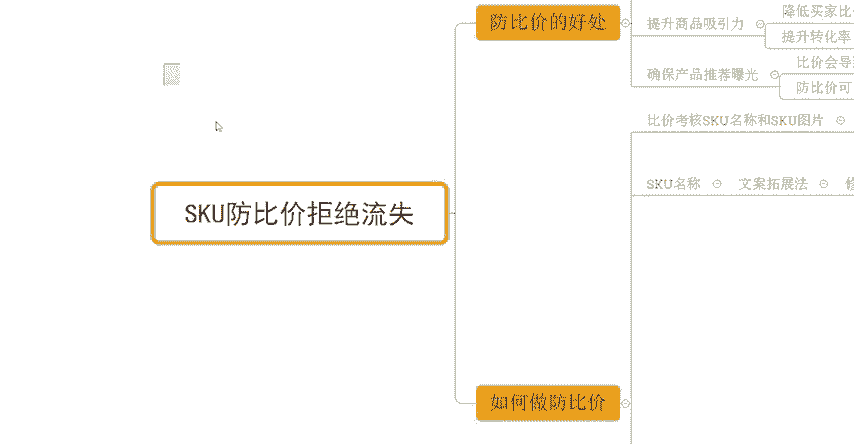 防比价的好处
提升商品吸引力
降低买家比
提升转化率
确保产品推荐曝光
比价会导
防比价可
比价考核SKU名称和SKU图片
SKU名称
文案拓展法
SKU防比价拒绝流失
如何做防比价